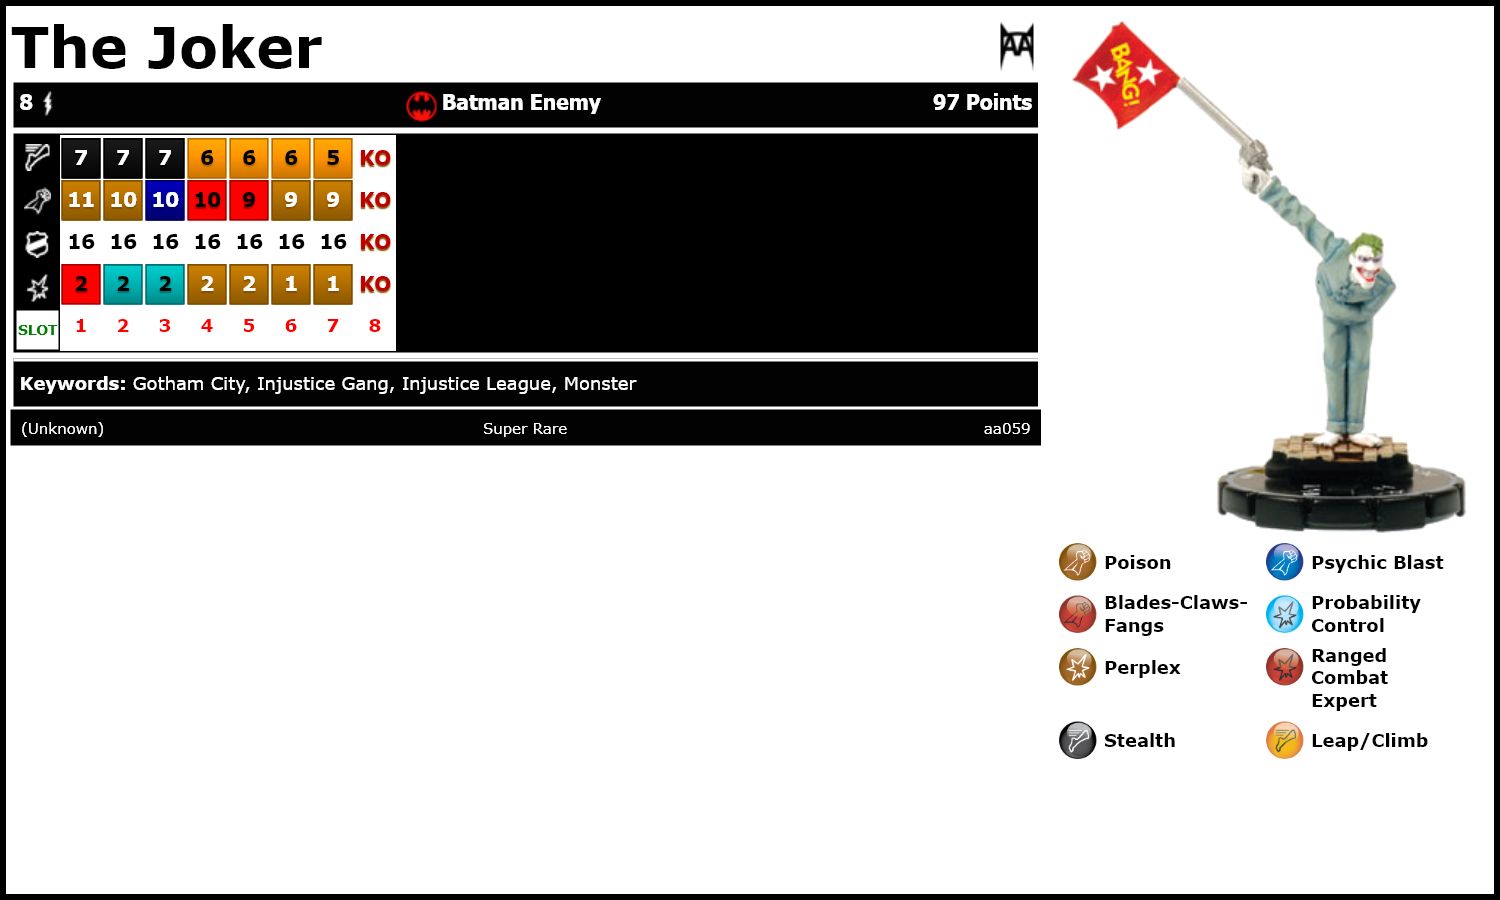 The Joker
8 Batman Enemy 97 Points
7 7 7 6 6 6 5 KO
11 10 10 10 9 9 9 KO
16 16 16 16 16 16 16 KO
2 2 2 2 2 1 1 KO
SLOT 1 2 3 4 5 6 7 8
Keywords: Gotham City, Injustice Gang, Injustice League, Monster
(Unknown) Super Rare aa059
BANG!
Poison
Psychic Blast
Blades-Claws-
Fangs
Probability
Control
Perplex
Ranged
Combat
Expert
Stealth
Leap/Climb